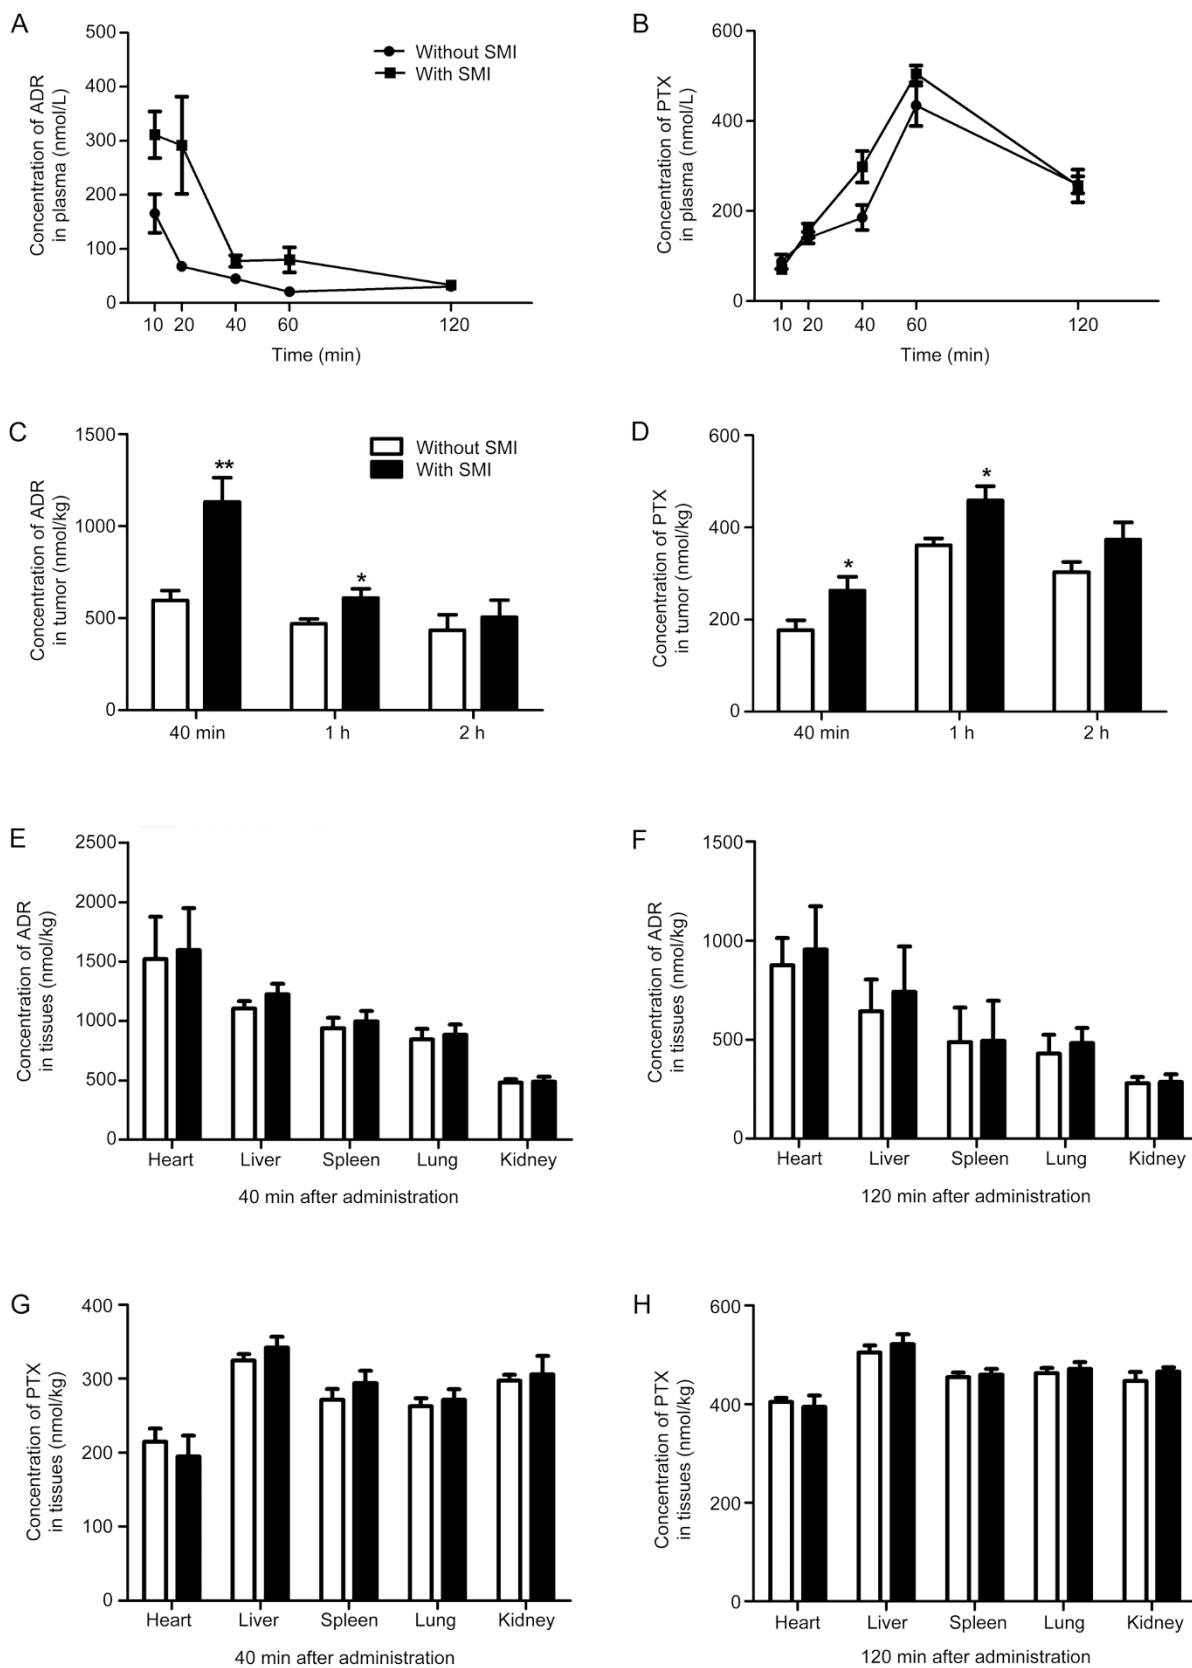 A
Concentration of ADR
in plasma (nmol/L)
500
400
300
200
100
0
10 20 40 60 120
Time (min)
Without SMI
With SMI
B
Concentration of PTX
in plasma (nmol/L)
600
400
200
0
10 20 40 60 120
Time (min)
C
Concentration of ADR
in tumor (nmol/kg)
1500
1000
500
0
**
*
40 min 1 h 2 h
Without SMI
With SMI
D
Concentration of PTX
in tumor (nmol/kg)
600
400
200
0
*
*
40 min 1 h 2 h
E
Concentration of ADR
in tissues (nmol/kg)
2500
2000
1500
1000
500
0
Heart Liver Spleen Lung Kidney
40 min after administration
F
Concentration of ADR
in tissues (nmol/kg)
1500
1000
500
0
Heart Liver Spleen Lung Kidney
120 min after administration
G
Concentration of PTX
in tissues (nmol/kg)
400
300
200
100
0
Heart Liver Spleen Lung Kidney
40 min after administration
H
Concentration of PTX
in tissues (nmol/kg)
600
400
200
0
Heart Liver Spleen Lung Kidney
120 min after administration